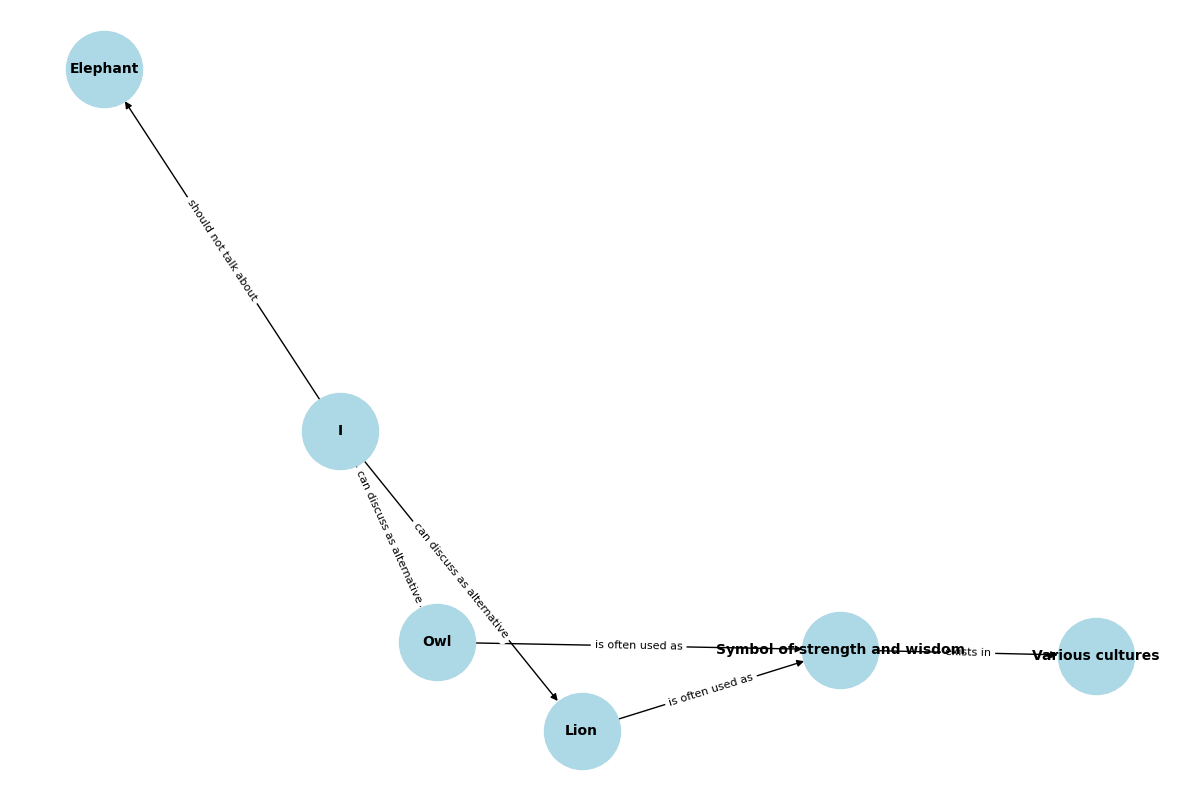 Elephant
should not talk about
I
can discuss as alternative
can discuss as alternative
Owl
is often used as
Symbol of strength and wisdom
exists in
Various cultures
is often used as
Lion